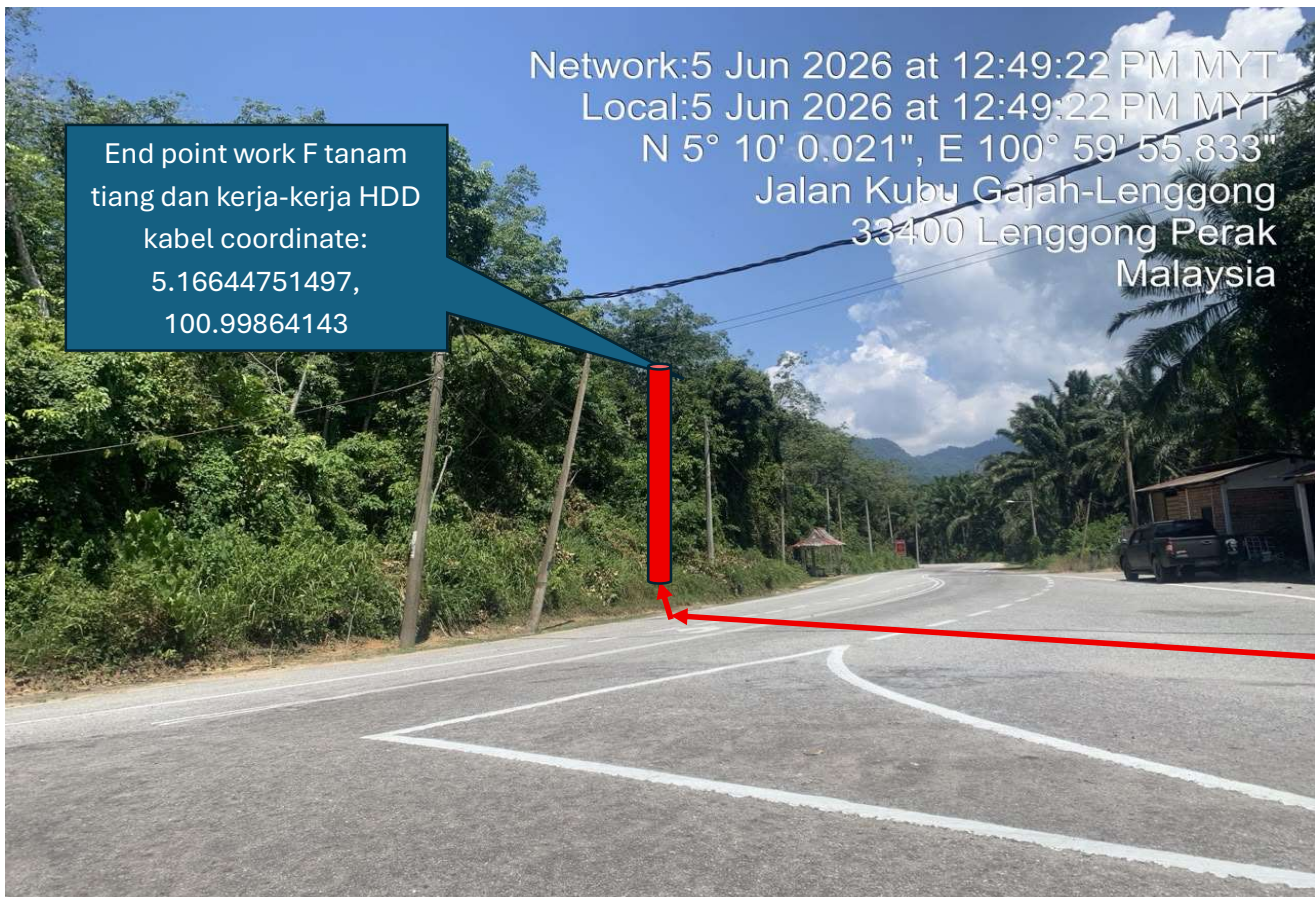 Network:5 Jun 2026 at 12:49:22 PM MYT
Local:5 Jun 2026 at 12:49:22 PM MYT
N 5° 10' 0.021", E 100° 59' 55.833"
Jalan Kubu Gajah-Lenggong
33400 Lenggong Perak
Malaysia
End point work F tanam
tiang dan kerja-kerja HDD
kabel coordinate:
5.16644751497,
100.99864143